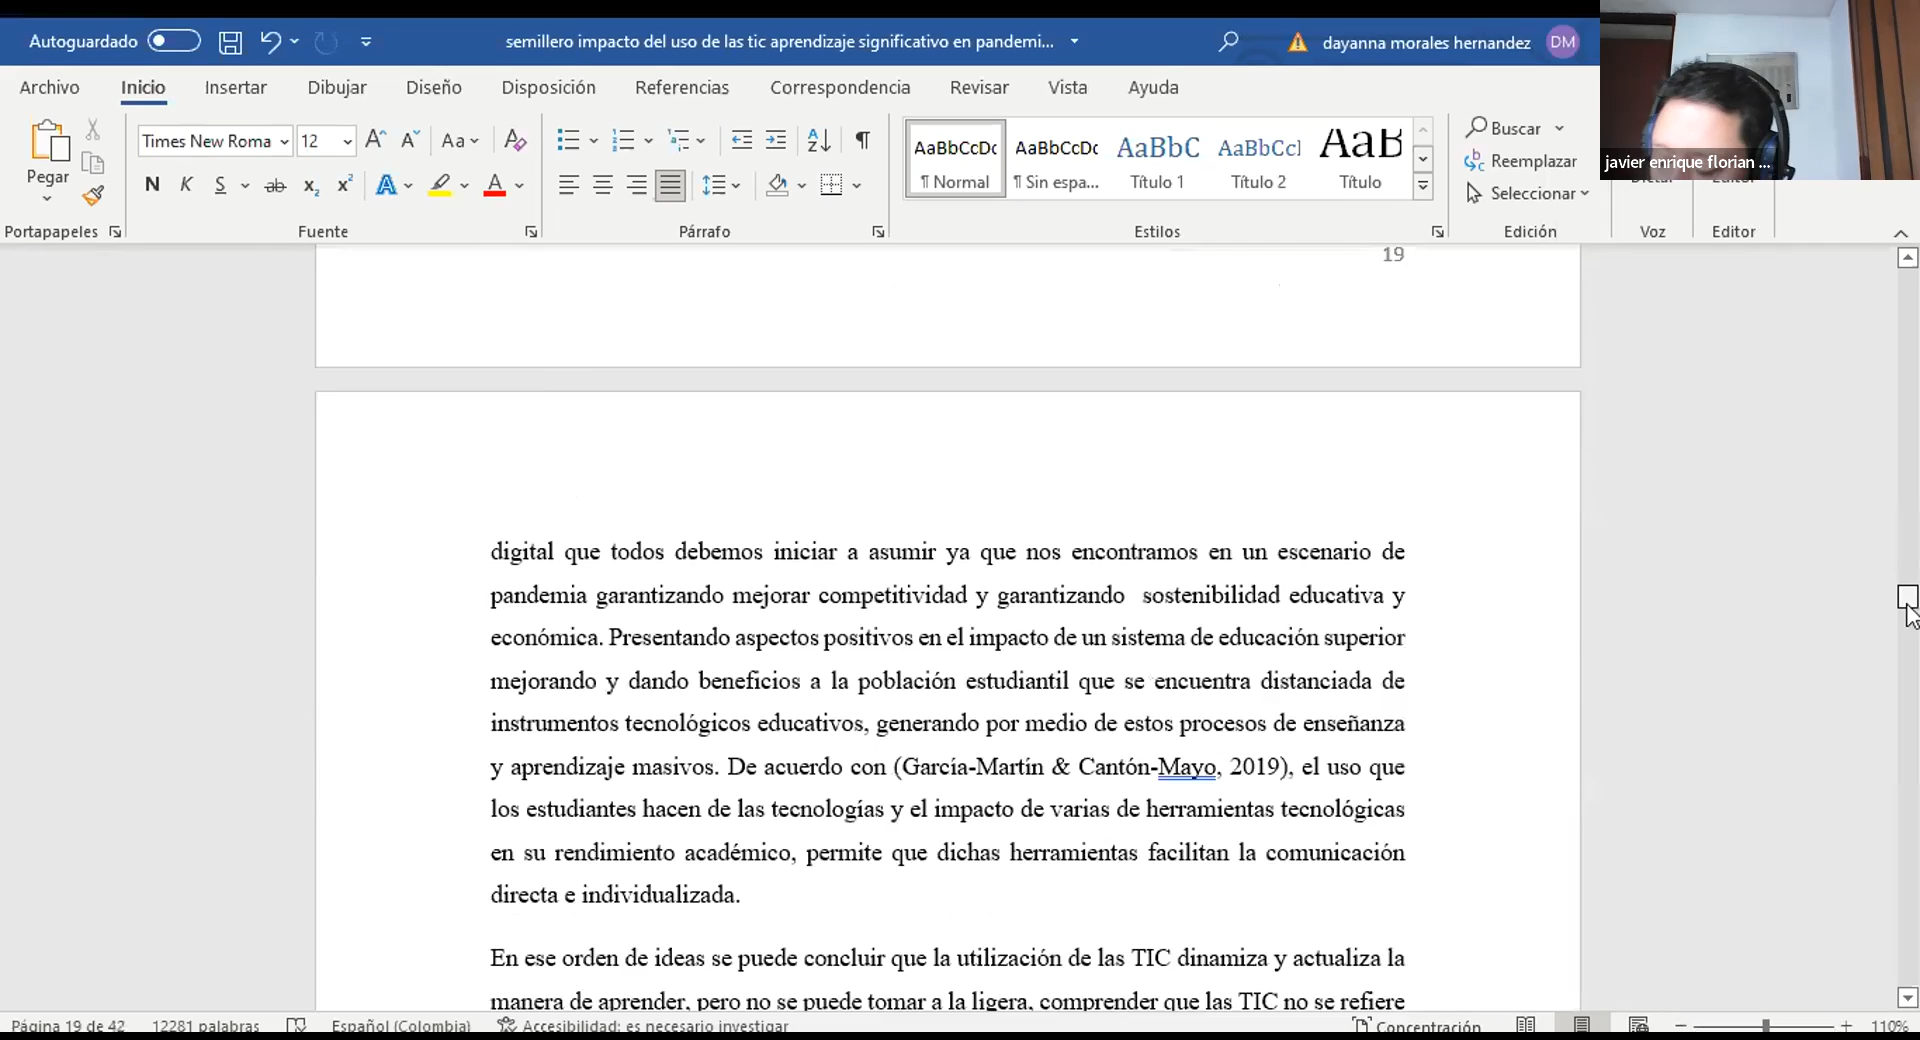 Autoguardado
semillero impacto del uso de las tic aprendizaje significativo en pandemi...
dayanna morales hernandez DM
Archivo Inicio Insertar Dibujar Diseño Disposición Referencias Correspondencia Revisar Vista Ayuda
Pegar
Times New Roma 12 Aa
N K S ab x₂ x² A A
AaBbCcDc AaBbCcDc AaBbC AaBbCcI AaB
¶ Normal ¶ Sin espa... Título 1 Título 2 Título
Buscar
Reemplazar
Seleccionar
javier enrique florian ...
Portapapeles Fuente Párrafo Estilos Edición Voz Editor
19
digital que todos debemos iniciar a asumir ya que nos encontramos en un escenario de
pandemia garantizando mejorar competitividad y garantizando  sostenibilidad educativa y
económica. Presentando aspectos positivos en el impacto de un sistema de educación superior
mejorando y dando beneficios a la población estudiantil que se encuentra distanciada de
instrumentos tecnológicos educativos, generando por medio de estos procesos de enseñanza
y aprendizaje masivos. De acuerdo con (García-Martín & Cantón-Mayo, 2019), el uso que
los estudiantes hacen de las tecnologías y el impacto de varias de herramientas tecnológicas
en su rendimiento académico, permite que dichas herramientas facilitan la comunicación
directa e individualizada.
En ese orden de ideas se puede concluir que la utilización de las TIC dinamiza y actualiza la
manera de aprender, pero no se puede tomar a la ligera, comprender que las TIC no se refiere
Página 19 de 42 12281 palabras Español (Colombia) Accesibilidad: es necesario investigar Concentración 110%